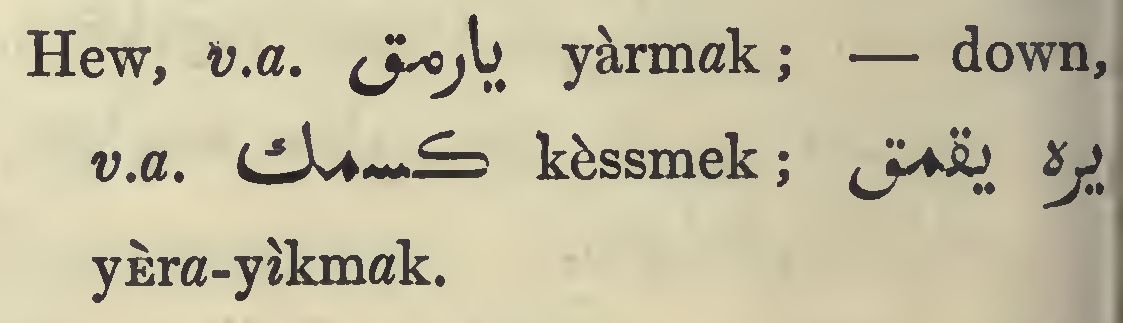 Hew, v.a. يارمق yàrmak; — down,
v.a. كسمك kèssmek; يره يقمق
yÈra-yìkmak.